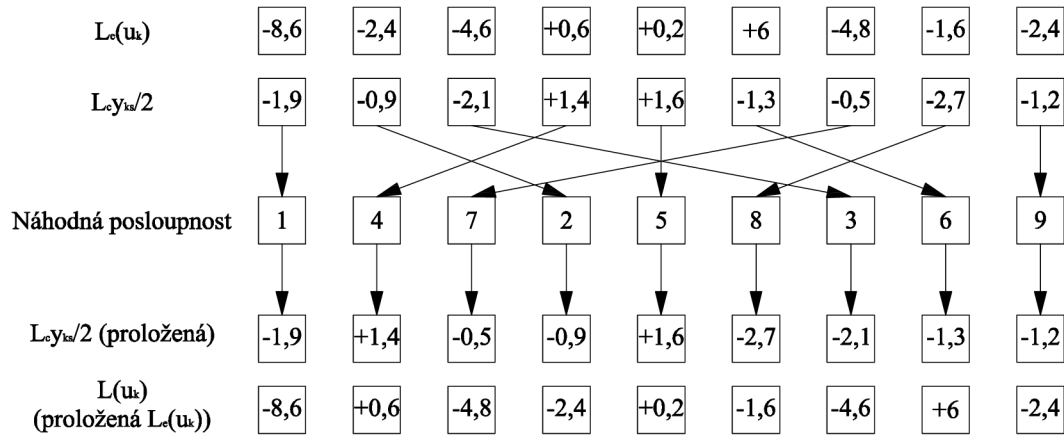 Lₑ(uₖ) -8,6 -2,4 -4,6 +0,6 +0,2 +6 -4,8 -1,6 -2,4
L꜀yₖₛ/2 -1,9 -0,9 -2,1 +1,4 +1,6 -1,3 -0,5 -2,7 -1,2
Náhodná posloupnost 1 4 7 2 5 8 3 6 9
L꜀yₖₛ/2 (proložená) -1,9 +1,4 -0,5 -0,9 +1,6 -2,7 -2,1 -1,3 -1,2
L(uₖ)
(proložená Lₑ(uₖ)) -8,6 +0,6 -4,8 -2,4 +0,2 -1,6 -4,6 +6 -2,4